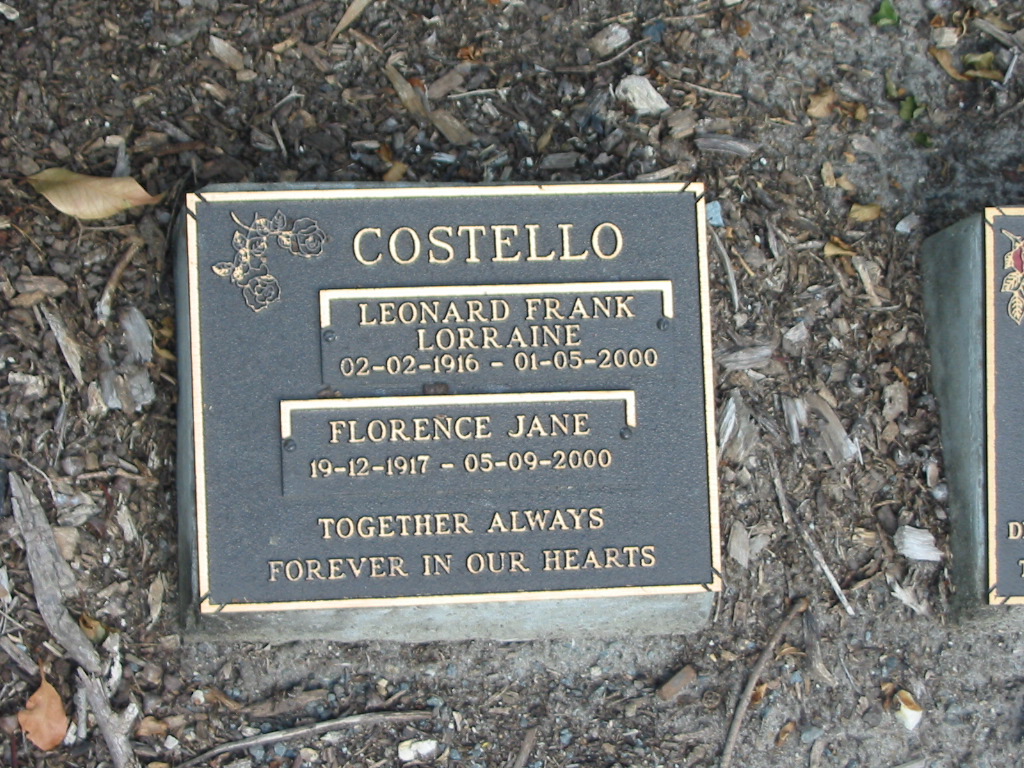 COSTELLO
LEONARD FRANK
LORRAINE
02-02-1916 - 01-05-2000
FLORENCE JANE
19-12-1917 - 05-09-2000
TOGETHER ALWAYS
FOREVER IN OUR HEARTS